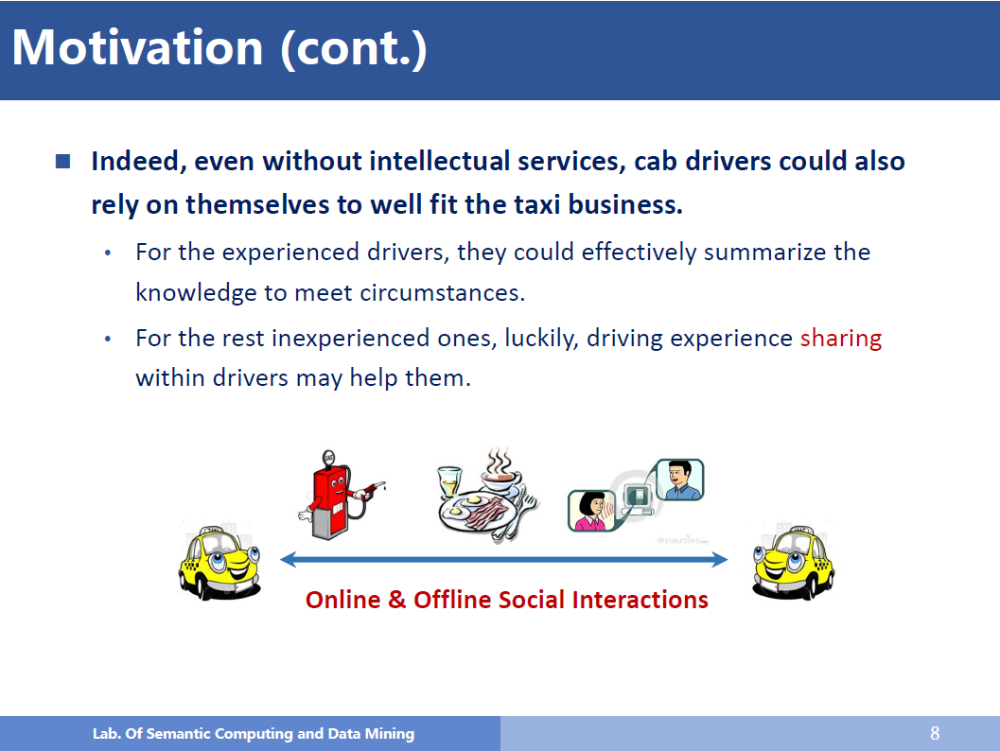 Motivation (cont.)
Indeed, even without intellectual services, cab drivers could also
rely on themselves to well fit the taxi business.
For the experienced drivers, they could effectively summarize the
knowledge to meet circumstances.
For the rest inexperienced ones, luckily, driving experience sharing
within drivers may help them.
GAS
TAXI
TAXI
Online & Offline Social Interactions
Lab. Of Semantic Computing and Data Mining
8